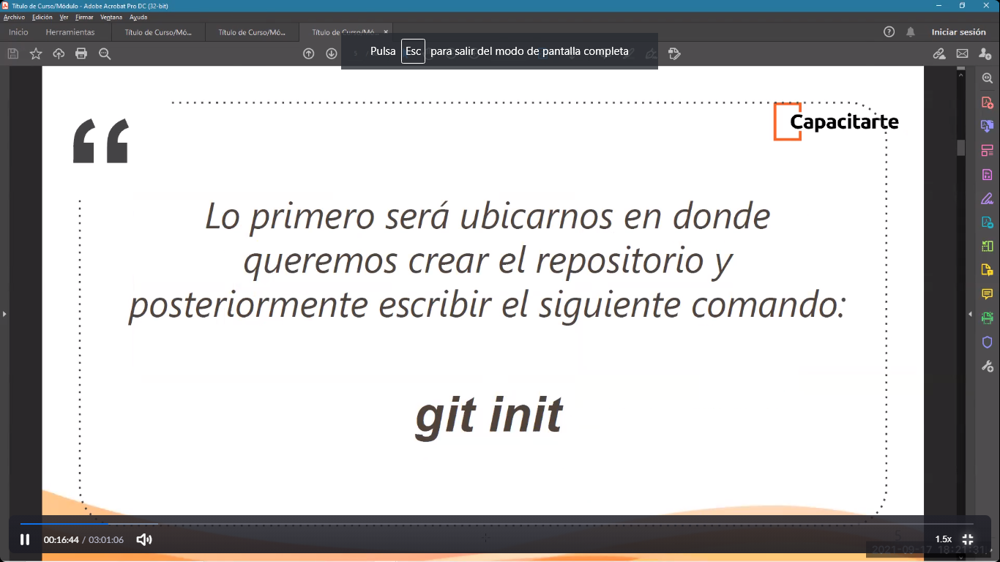 Título de Curso/Módulo - Adobe Acrobat Pro DC (32-bit)
Archivo Edición Ver Firmar Ventana Ayuda
Inicio Herramientas Título de Curso/Mó... Título de Curso/Mó... Título de Curso/Mó... × Iniciar sesión
Pulsa Esc para salir del modo de pantalla completa
Capacitarte
Lo primero será ubicarnos en donde
queremos crear el repositorio y
posteriormente escribir el siguiente comando:
git init
00:16:44 / 03:01:06 1.5x
2021-09-17 18:21:31